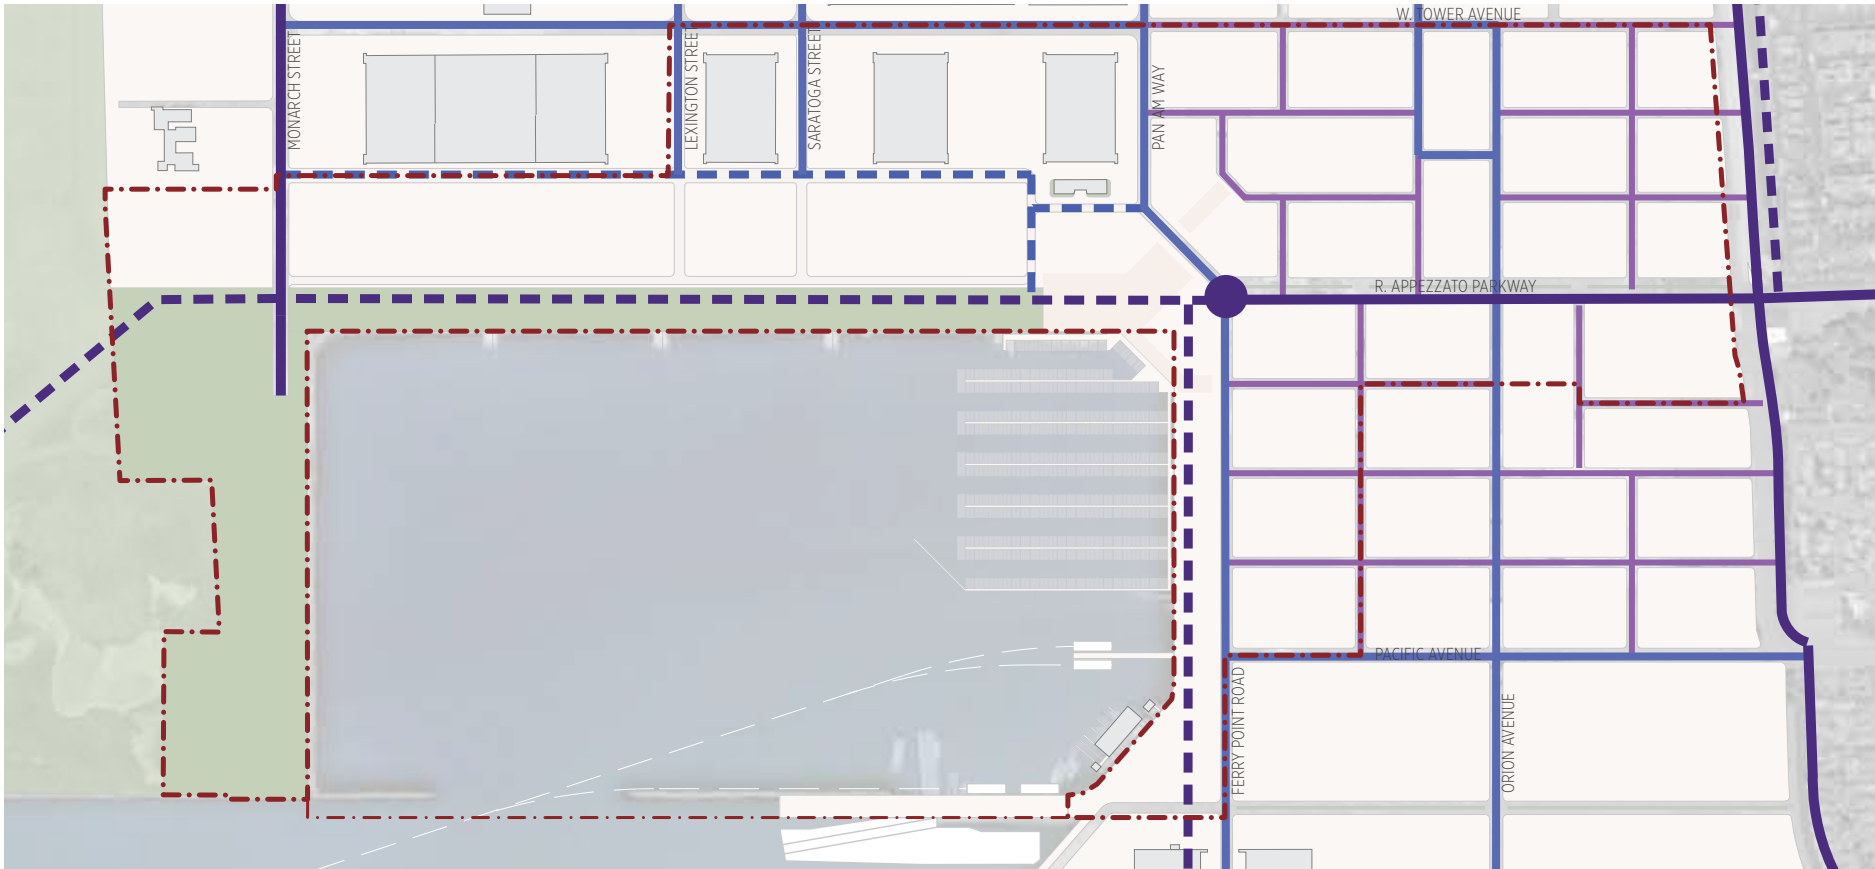 W. TOWER AVENUE
MONARCH STREET
LEXINGTON STREET
SARATOGA STREET
PAN AM WAY
R. APPEZZATO PARKWAY
PACIFIC AVENUE
FERRY POINT ROAD
ORION AVENUE